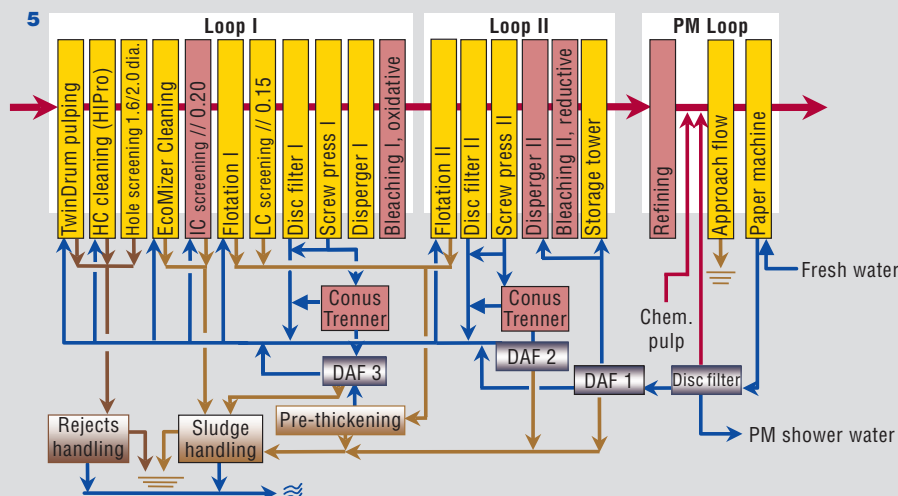 5
Loop I
Loop II
PM Loop
TwinDrum pulping
HC cleaning (HIPro)
Hole screening 1.6/2.0 dia.
EcoMizer Cleaning
IC screening // 0.20
Flotation I
LC screening // 0.15
Disc filter I
Screw press I
Disperger I
Bleaching I, oxidative
Flotation II
Disc filter III
Screw press II
Disperger II
Bleaching II, reductive
Storage tower
Refining
Approach flow
Paper machine
Fresh water
Conus
Trenner
Conus
Trenner
Chem.
pulp
DAF 3
DAF 2
DAF 1
Disc filter
Rejects
handling
Sludge
handling
Pre-thickening
PM shower water